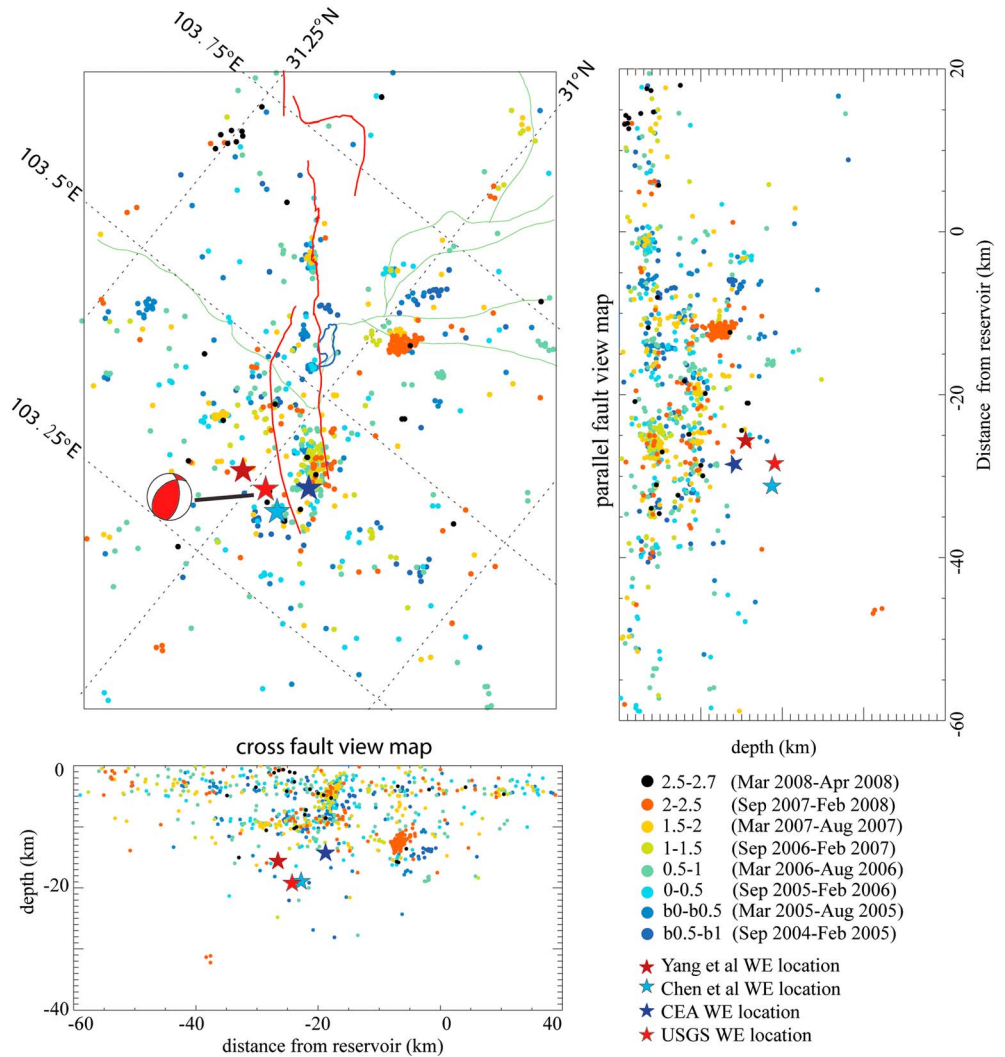 103. 75°E
31.25°N
31°N
103. 5°E
103. 25°E
parallel fault view map
20
0
-20
-40
-60
Distance from reservoir (km)
depth (km)
cross fault view map
0
-20
-40
depth (km)
-60
-40
-20
0
40
distance from reservoir (km)
2.5-2.7 (Mar 2008-Apr 2008)
2-2.5 (Sep 2007-Feb 2008)
1.5-2 (Mar 2007-Aug 2007)
1-1.5 (Sep 2006-Feb 2007)
0.5-1 (Mar 2006-Aug 2006)
0-0.5 (Sep 2005-Feb 2006)
b0-b0.5 (Mar 2005-Aug 2005)
b0.5-b1 (Sep 2004-Feb 2005)
Yang et al WE location
Chen et al WE location
CEA WE location
USGS WE location